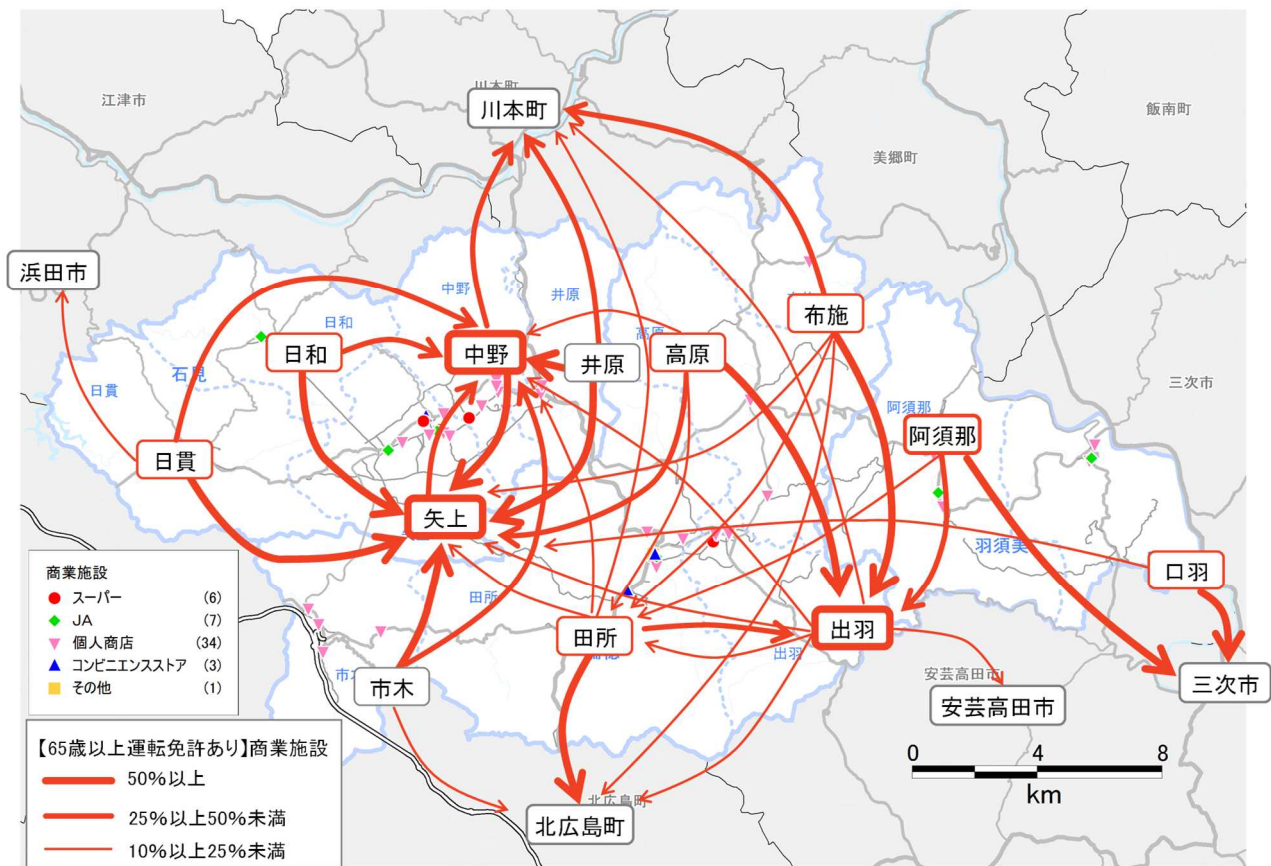 江津市
川本町
川本町
飯南町
美郷町
三次市
浜田市
中野
井原
日和
石見
日貫
高原
布施
阿須那
日和
中野
井原
高原
阿須那
日貫
矢上
羽須美
口羽
田所
田所
出羽
出羽
市木
安芸高田市
安芸高田市
三次市
北広島町
北広島町
商業施設
スーパー (6)
JA (7)
個人商店 (34)
コンビニエンスストア (3)
その他 (1)
【65歳以上運転免許あり】商業施設
50%以上
25%以上50%未満
10%以上25%未満
0 4 8
km